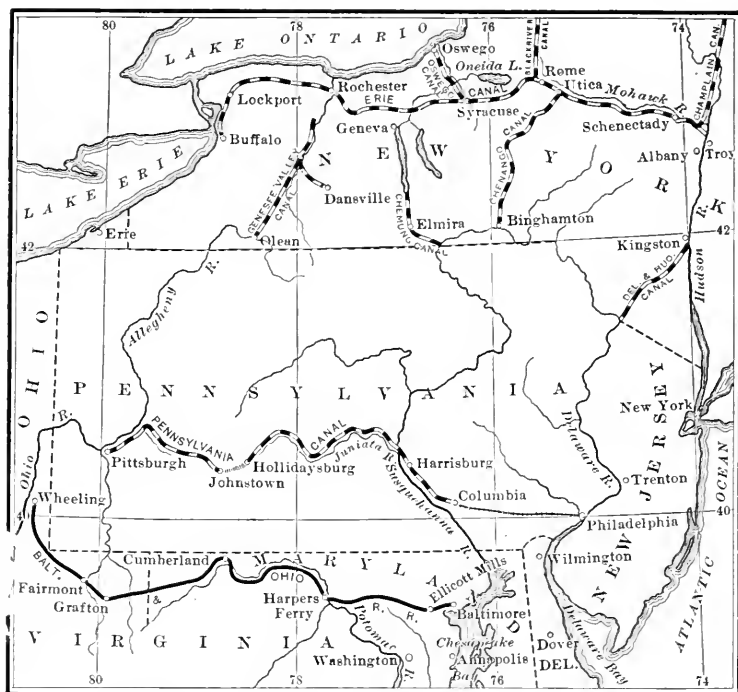 80 78 76 74
LAKE ONTARIO
Oswego
Oneida L.
BLACK RIVER CANAL
Rome
CHAMPLAIN CAN.
Rochester
OSWEGO CANAL
Utica
Mohawk R.
Lockport
ERIE CANAL
Syracuse
Schenectady
Geneva
Buffalo
NEW YORK
CHENANGO CANAL
Albany
Troy
LAKE ERIE
GENESEE VALLEY CANAL
Dansville
CHEMUNG CANAL
Elmira
Binghamton
Erie
Olean
42 42
Kingston
Hudson R.
DEL. & HUD. CANAL
Allegheny R.
OHIO
PENNSYLVANIA
New York
NEW JERSEY
Ohio R.
PENNSYLVANIA CANAL
Juniata R.
Delaware R.
Pittsburgh
Johnstown
Hollidaysburg
Harrisburg
Susquehanna R.
Columbia
Trenton
ATLANTIC OCEAN
Wheeling
40
Philadelphia
Cumberland
MARYLAND
Wilmington
BALT. & OHIO R. R.
Ellicott Mills
Fairmont
Grafton
Harpers Ferry
Baltimore
VIRGINIA
Potomac R.
Washington
Chesapeake Bay
Annapolis
Dover
DEL.
Delaware Bay
80 78 76 74